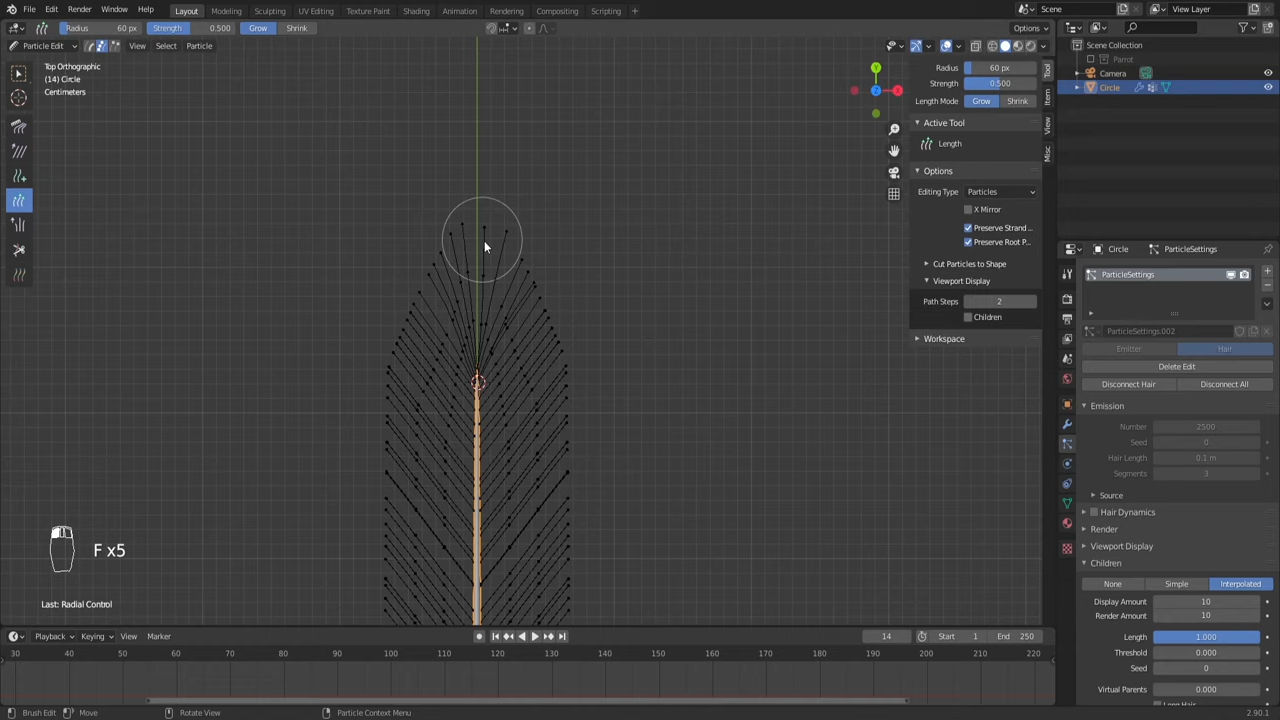 File Edit Render Window Help Layout Modeling Sculpting UV Editing Texture Paint Shading Animation Rendering Compositing Scripting + Scene View Layer
Radius 60 px Strength 0.500 Grow Shrink Options
Particle Edit View Select Particle
Scene Collection
Parrot
Camera
Circle
Top Orthographic
(14) Circle
Centimeters
Y
X
Z
Radius 60 px
Strength 0.500
Length Mode Grow Shrink
Active Tool
Length
Options
Editing Type Particles
X Mirror
Preserve Strand ..
Preserve Root P...
Cut Particles to Shape
Viewport Display
Path Steps 2
Children
Workspace
Tool
Item
View
Misc
Circle ParticleSettings
ParticleSettings
ParticleSettings.002
Emitter Hair
Delete Edit
Disconnect Hair Disconnect All
Emission
Number 2500
Seed 0
Hair Length 0.1 m
Segments 3
Source
Hair Dynamics
Render
Viewport Display
Children
None Simple Interpolated
Display Amount 10
Render Amount 10
Length 1.000
Threshold 0.000
Seed 0
Virtual Parents 0.000
F x5
Last: Radial Control
Playback Keying View Marker 14 Start 1 End 250
30 40 50 60 70 80 90 100 110 120 130 140 150 160 170 180 190 200 210 220
Brush Edit Move Rotate View Particle Context Menu 2.90.1